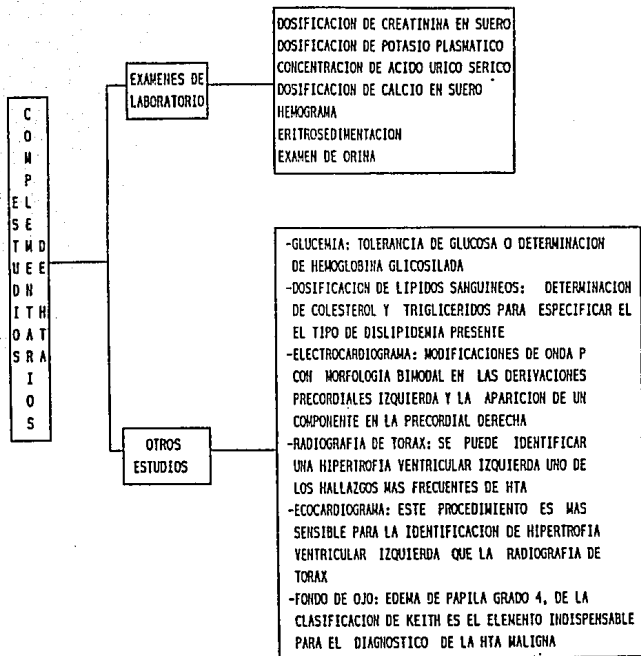 ESTUDIOS
COMPLEMENTARIOS
DE HTA
EXAMENES DE
LABORATORIO
DOSIFICACION DE CREATININA EN SUERO
DOSIFICACION DE POTASIO PLASMATICO
CONCENTRACION DE ACIDO URICO SERICO
DOSIFICACION DE CALCIO EN SUERO
HEMOGRAMA
ERITROSEDIMENTACION
EXAMEN DE ORINA
OTROS
ESTUDIOS
-GLUCEMIA: TOLERANCIA DE GLUCOSA O DETERMINACION
DE HEMOGLOBINA GLICOSILADA
-DOSIFICACION DE LIPIDOS SANGUINEOS: DETERMINACION
DE COLESTEROL Y TRIGLICERIDOS PARA ESPECIFICAR EL
EL TIPO DE DISLIPIDEMIA PRESENTE
-ELECTROCARDIOGRAMA: MODIFICACIONES DE ONDA P
CON MORFOLOGIA BIMODAL EN LAS DERIVACIONES
PRECORDIALES IZQUIERDA Y LA APARICION DE UN
COMPONENTE EN LA PRECORDIAL DERECHA
-RADIOGRAFIA DE TORAX: SE PUEDE IDENTIFICAR
UNA HIPERTROFIA VENTRICULAR IZQUIERDA UNO DE
LOS HALLAZGOS MAS FRECUENTES DE HTA
-ECOCARDIOGRAMA: ESTE PROCEDIMIENTO ES MAS
SENSIBLE PARA LA IDENTIFICACION DE HIPERTROFIA
VENTRICULAR IZQUIERDA QUE LA RADIOGRAFIA DE
TORAX
-FONDO DE OJO: EDEMA DE PAPILA GRADO 4, DE LA
CLASIFICACION DE KEITH ES EL ELEMENTO INDISPENSABLE
PARA EL DIAGNOSTICO DE LA HTA MALIGNA